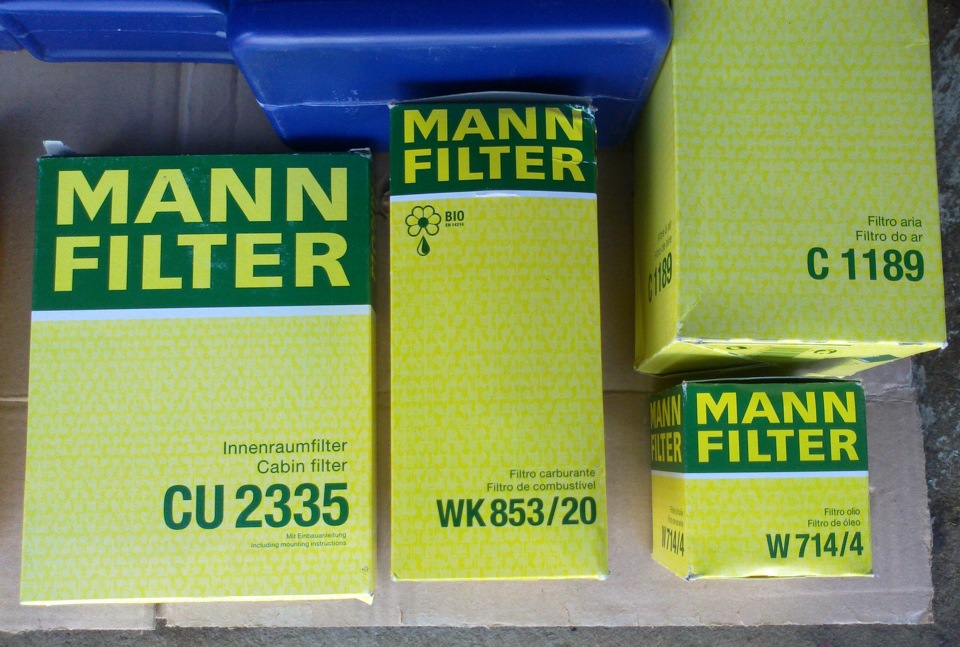 MANN
FILTER
Innenraumfilter
Cabin filter
CU 2335
Mit Einbauanleitung
Including mounting instructions
MANN
FILTER
BIO
EN 14214
Filtro carburante
Filtro de combustível
WK 853/20
Filtro aria
Filtro do ar
C 1189
C 1189
MANN
FILTER
MANN
FILTER
Filtro olio
Filtro de óleo
W 714/4
W 714/4